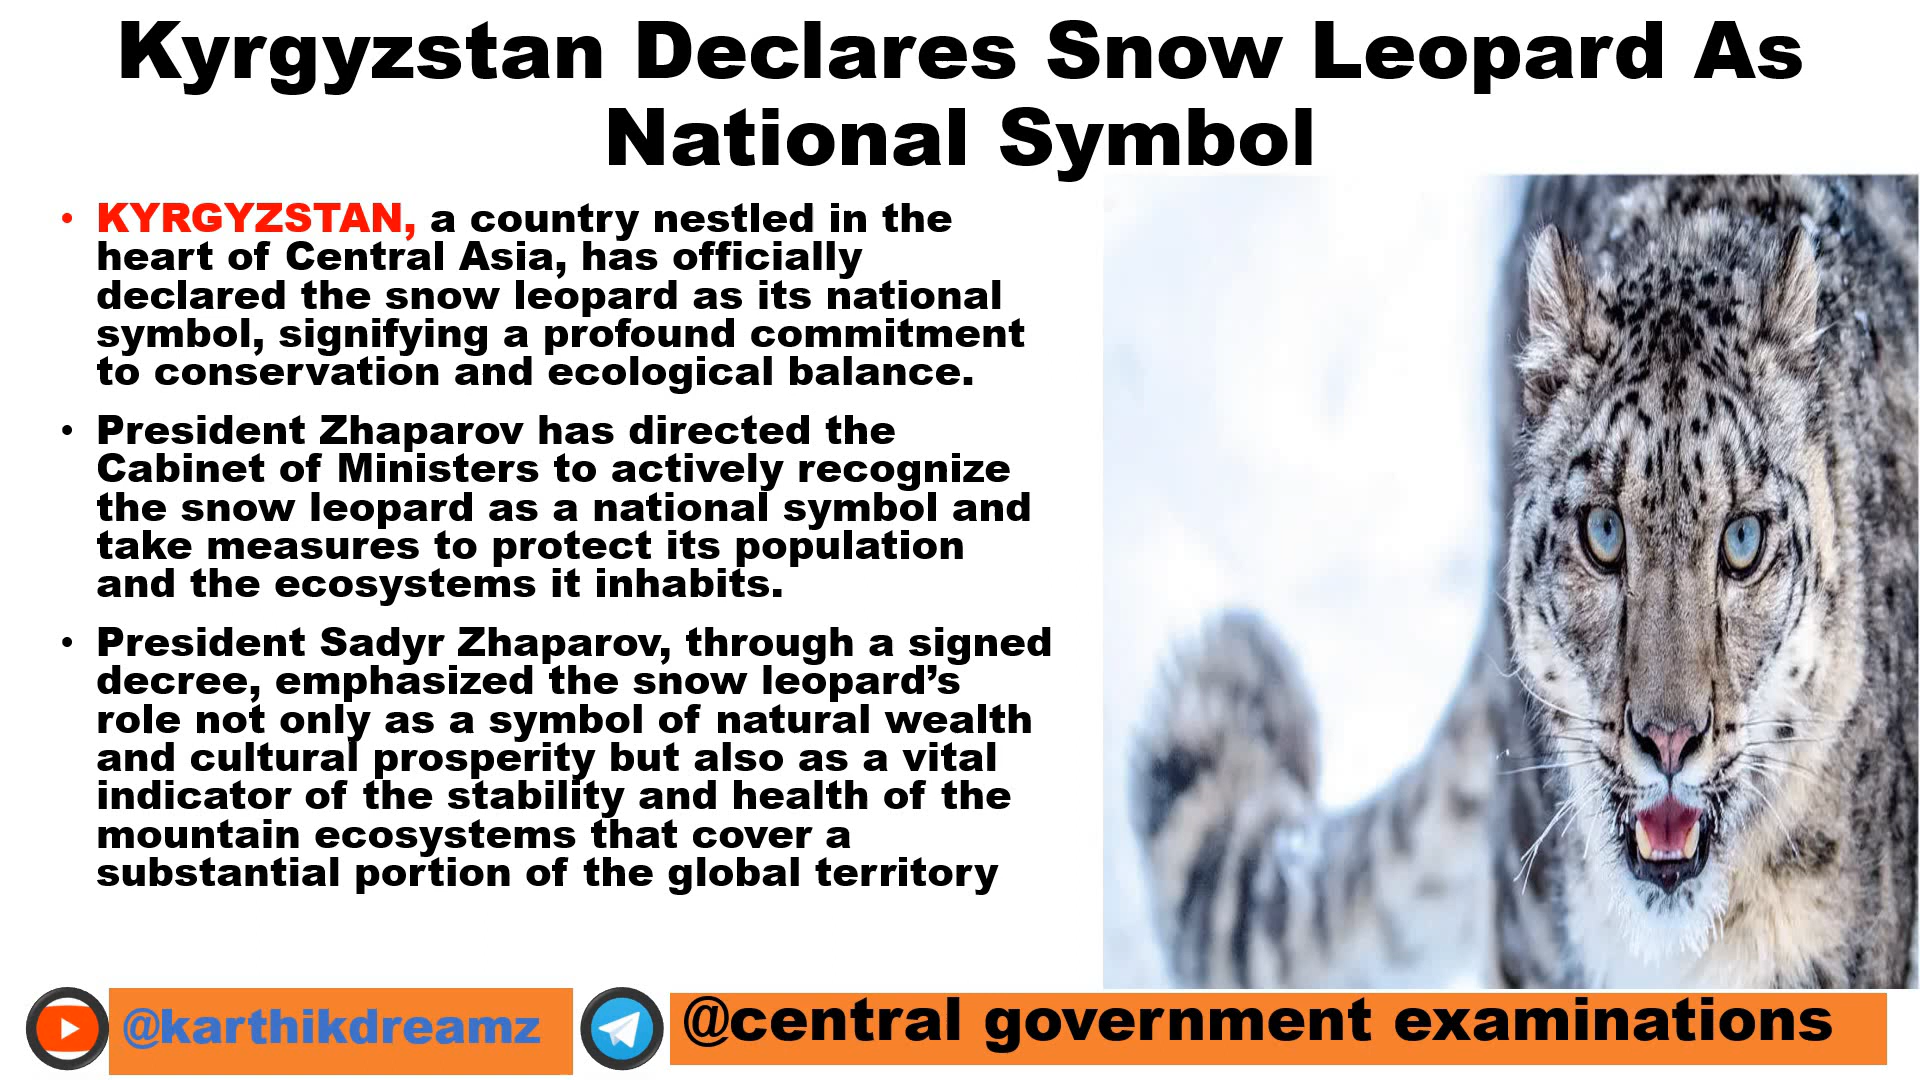 Kyrgyzstan Declares Snow Leopard As
National Symbol
• KYRGYZSTAN, a country nestled in the
heart of Central Asia, has officially
declared the snow leopard as its national
symbol, signifying a profound commitment
to conservation and ecological balance.
• President Zhaparov has directed the
Cabinet of Ministers to actively recognize
the snow leopard as a national symbol and
take measures to protect its population
and the ecosystems it inhabits.
• President Sadyr Zhaparov, through a signed
decree, emphasized the snow leopard’s
role not only as a symbol of natural wealth
and cultural prosperity but also as a vital
indicator of the stability and health of the
mountain ecosystems that cover a
substantial portion of the global territory
@karthikdreamz
@central government examinations